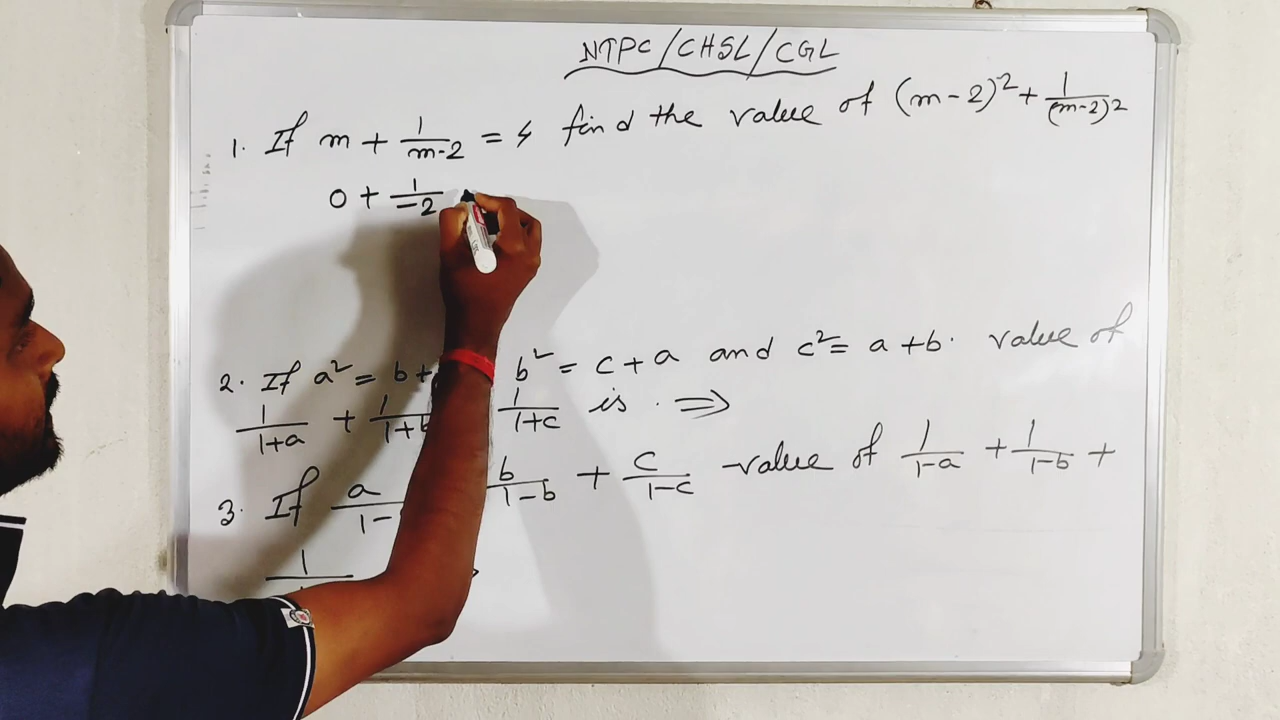 NTPC/CHSL/CGL
1. If m + 1/(m-2) = 4 find the value of (m-2)² + 1/(m-2)²
0 + 1/-2
2. If a² = b+ b² = c + a and c² = a + b. value of
1/(1+a) + 1/(1+b 1/(1+c) is . ⇒
3. If a/(1- b/(1-b) + c/(1-c) value of 1/(1-a) + 1/(1-b) +
1/